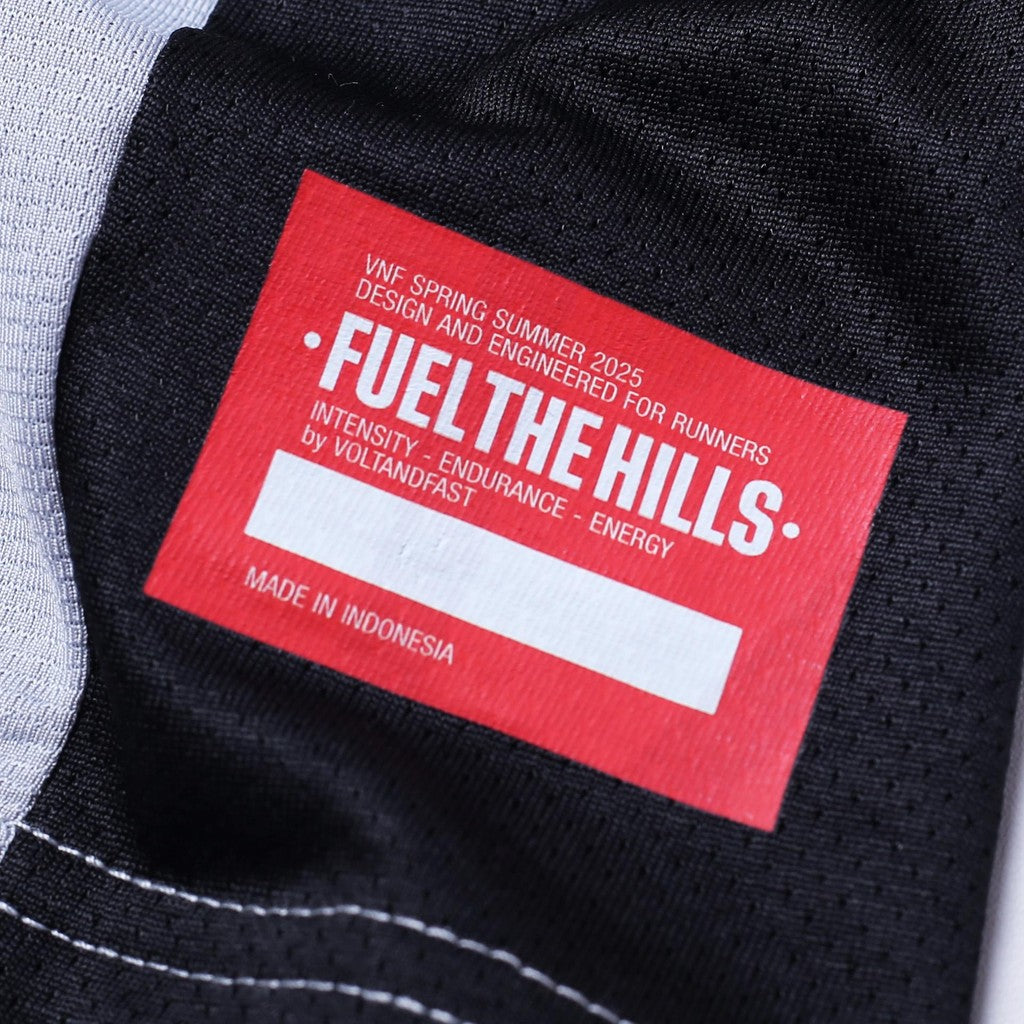 VNF SPRING SUMMER 2025
DESIGN AND ENGINEERED FOR RUNNERS
·FUEL THE HILLS·
INTENSITY - ENDURANCE - ENERGY
by VOLTANDFAST
MADE IN INDONESIA